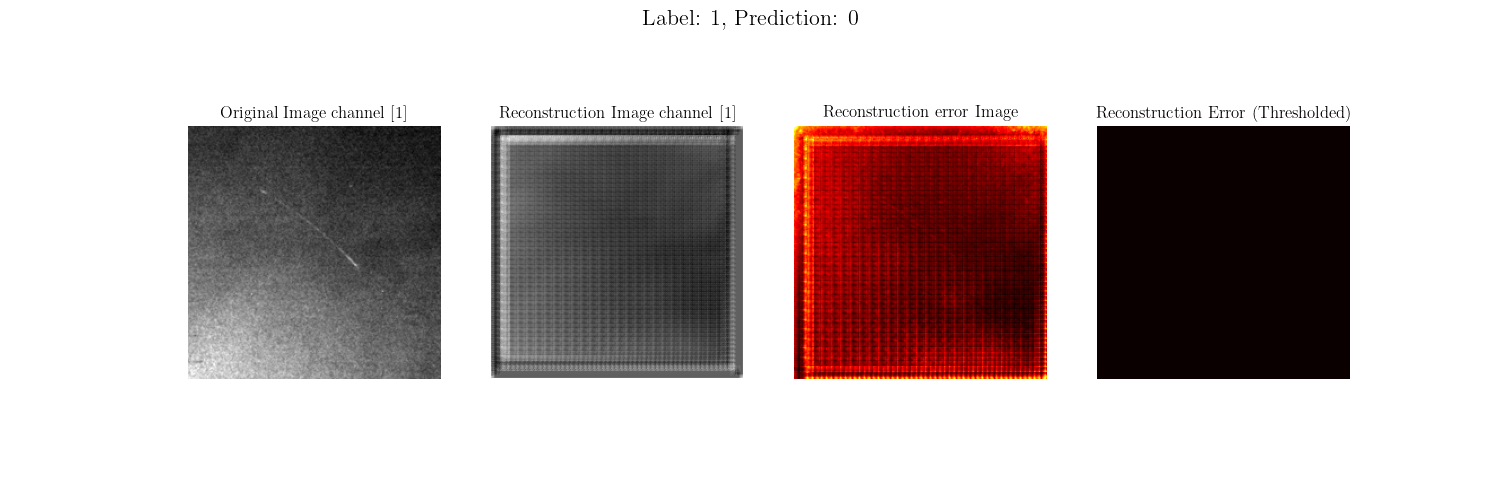 Label: 1, Prediction: 0
Original Image channel [1]
Reconstruction Image channel [1]
Reconstruction error Image
Reconstruction Error (Thresholded)